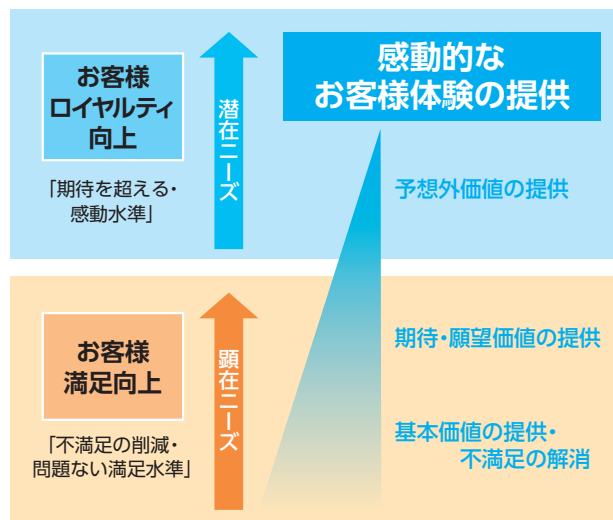 お客様
ロイヤルティ
向上
「期待を超える・
感動水準」
潜在ニーズ
感動的な
お客様体験の提供
予想外価値の提供
お客様
満足向上
「不満足の削減・
問題ない満足水準」
顕在ニーズ
期待・願望価値の提供
基本価値の提供・
不満足の解消